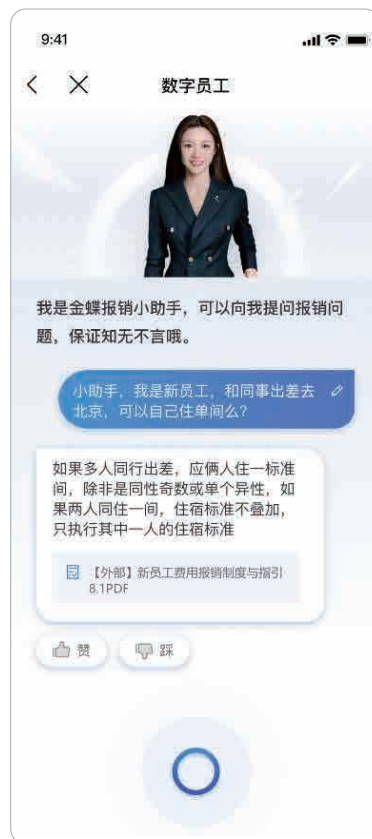 9:41
数字员工
我是金蝶报销小助手，可以向我提问报销问
题，保证知无不言哦。
小助手，我是新员工，和同事出差去
北京，可以自己住单间么？
如果多人同行出差，应俩人住一标准
间，除非是同性奇数或单个异性，如
果两人同住一间，住宿标准不叠加，
只执行其中一人的住宿标准
【外部】新员工费用报销制度与指引
8.1PDF
赞
踩